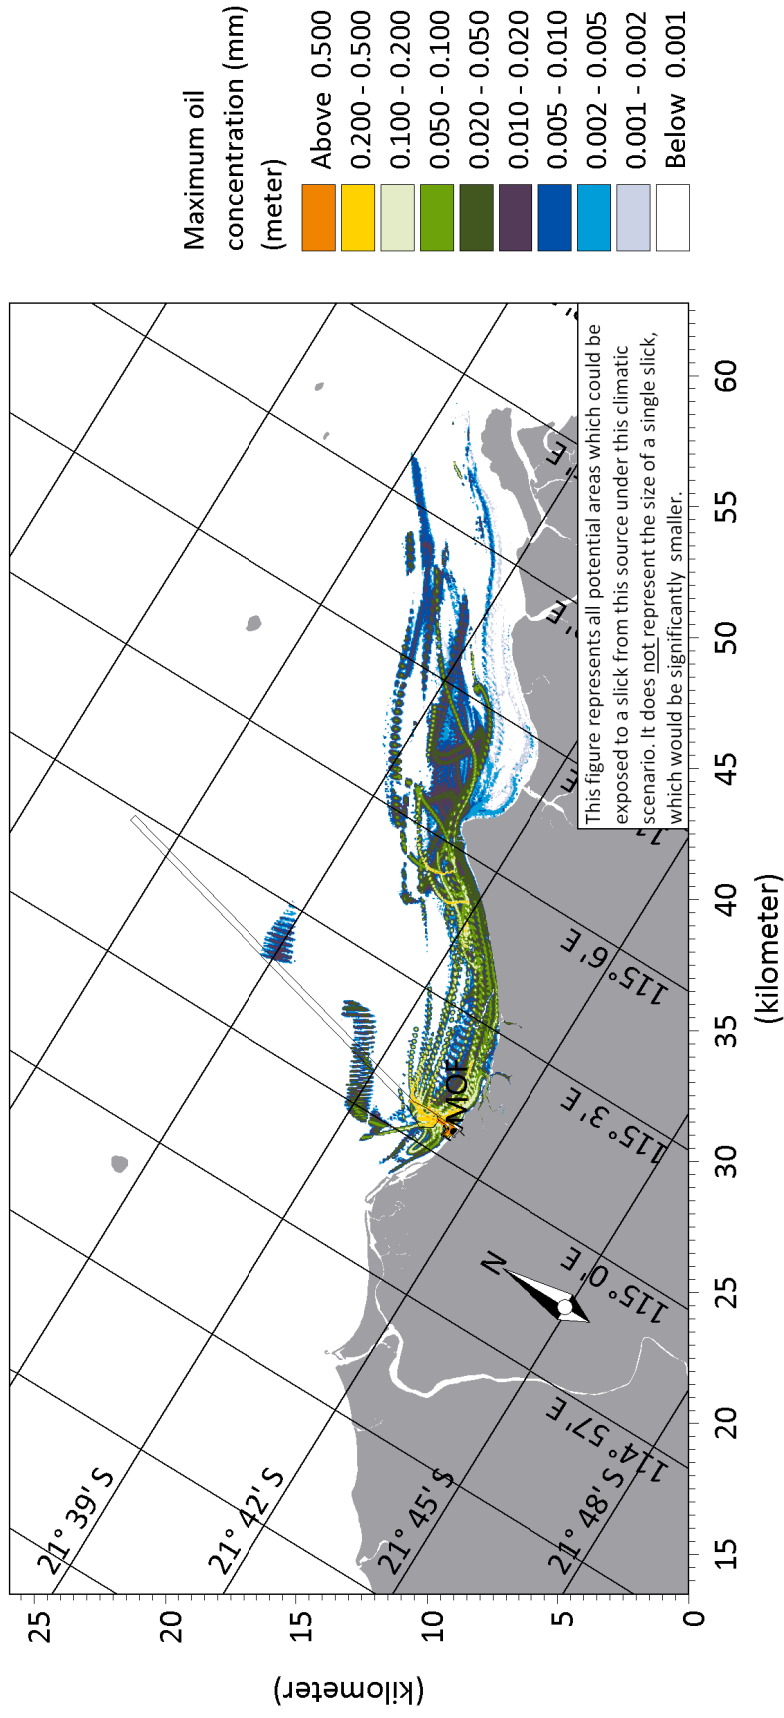 Maximum oil
concentration (mm)
(meter)
Above 0.500
0.200 - 0.500
0.100 - 0.200
0.050 - 0.100
0.020 - 0.050
0.010 - 0.020
0.005 - 0.010
0.002 - 0.005
0.001 - 0.002
Below 0.001
(kilometer)
25
20
15
10
5
0
21° 39' S
21° 42' S
21° 45' S
21° 48' S
MOF
N
114° 57' E
115° 0' E
115° 3' E
115° 6' E
This figure represents all potential areas which could be
exposed to a slick from this source under this climatic
scenario. It does not represent the size of a single slick,
which would be significantly smaller.
15
20
25
30
35
40
45
50
55
60
(kilometer)